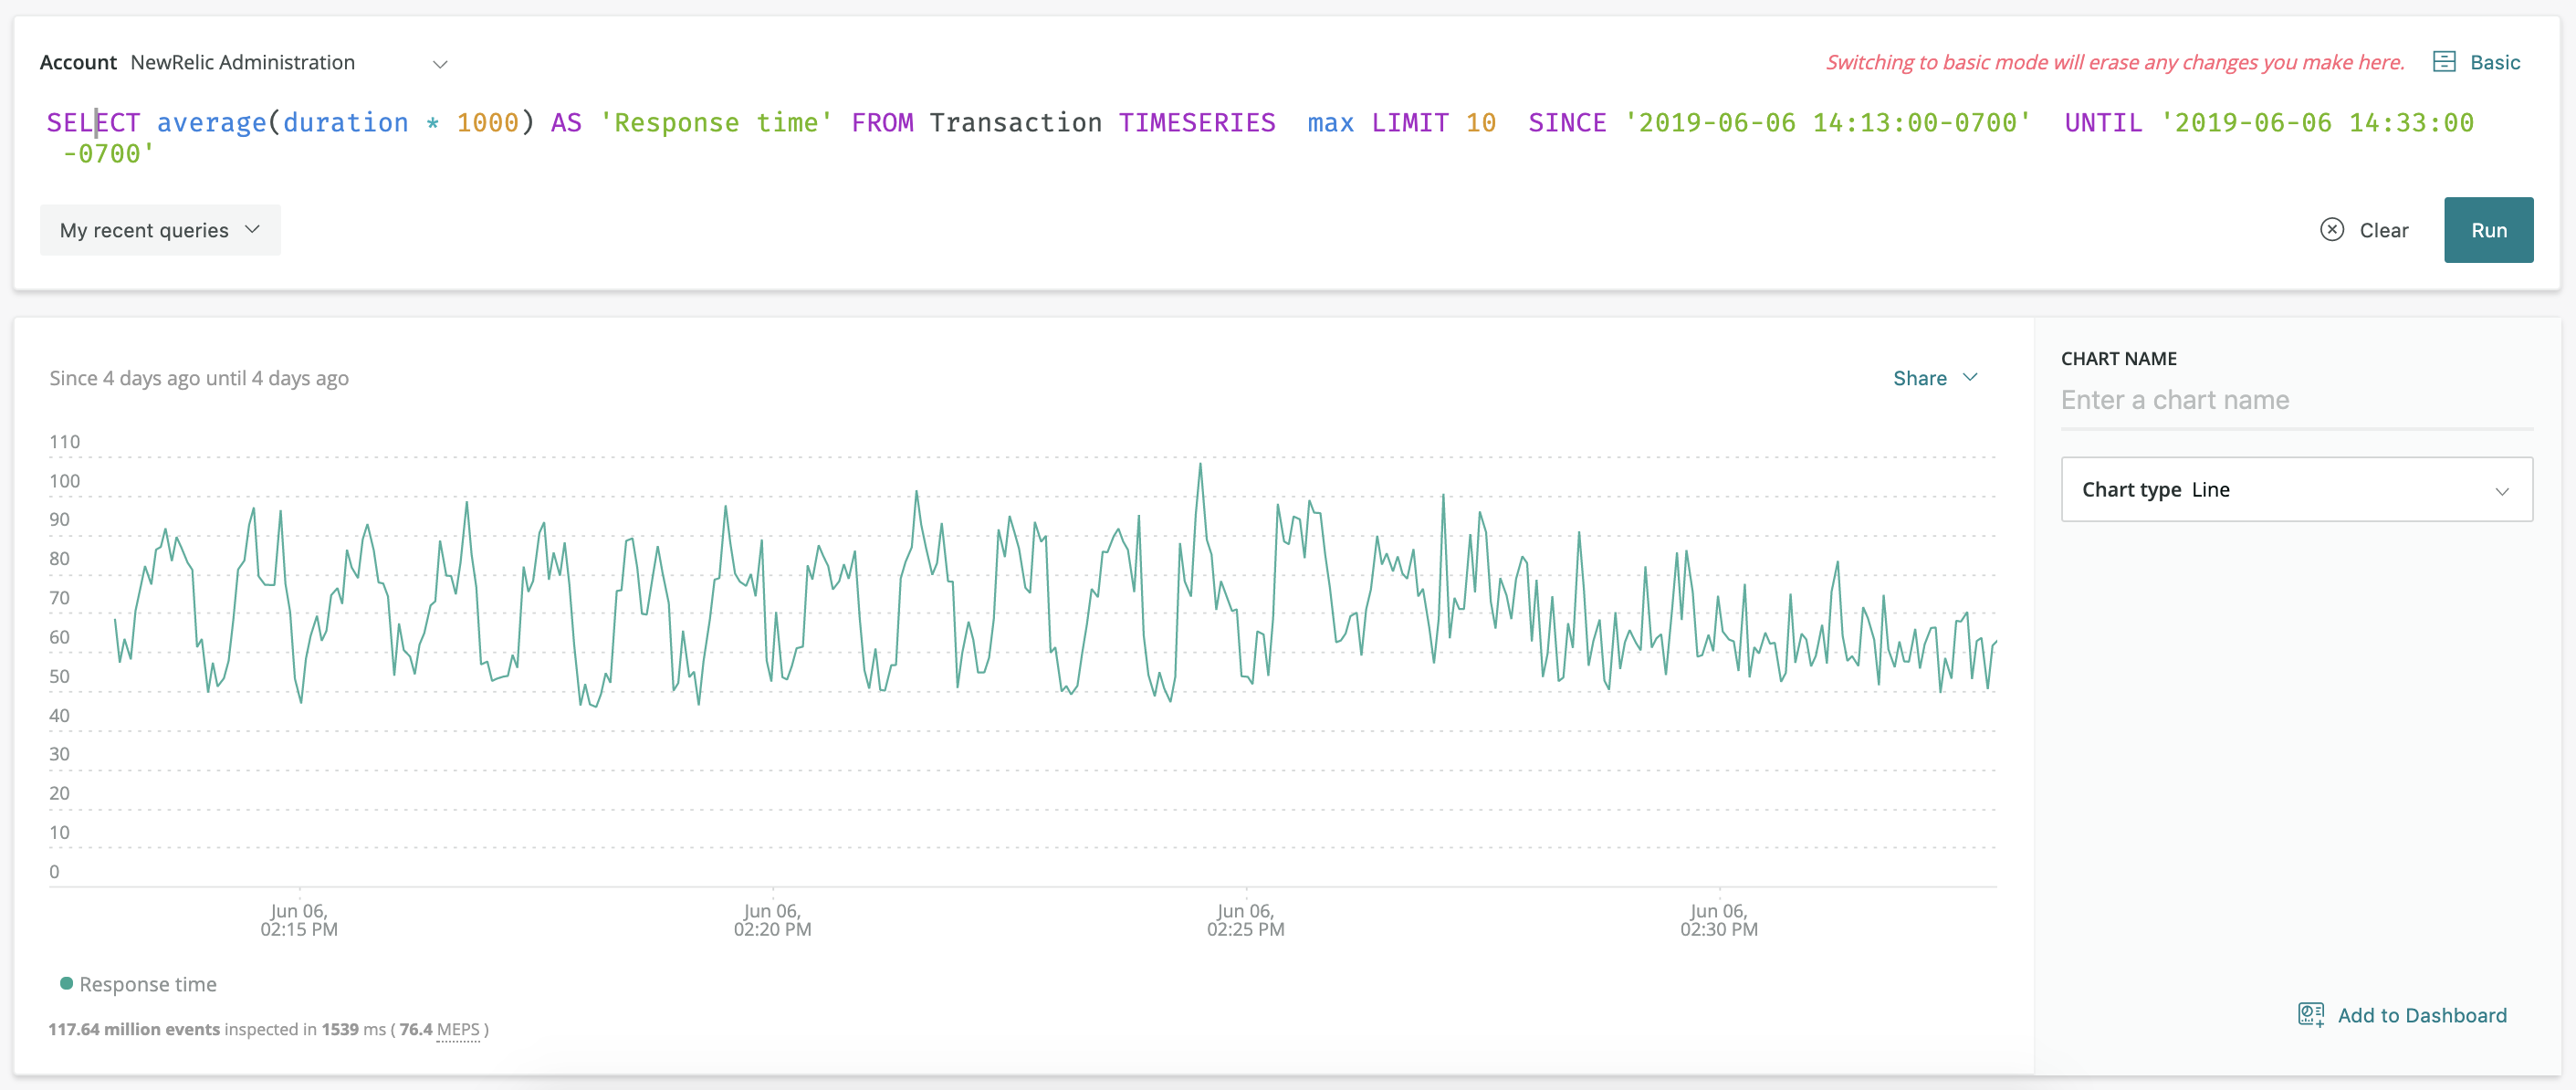 Account NewRelic Administration
Switching to basic mode will erase any changes you make here. Basic
SELECT average(duration * 1000) AS 'Response time' FROM Transaction TIMESERIES max LIMIT 10 SINCE '2019-06-06 14:13:00-0700' UNTIL '2019-06-06 14:33:00
-0700'
My recent queries
Clear
Run
Since 4 days ago until 4 days ago
Share
110
100
90
80
70
60
50
40
30
20
10
0
Jun 06,
02:15 PM
Jun 06,
02:20 PM
Jun 06,
02:25 PM
Jun 06,
02:30 PM
Response time
117.64 million events inspected in 1539 ms ( 76.4 MEPS )
CHART NAME
Enter a chart name
Chart type Line
Add to Dashboard